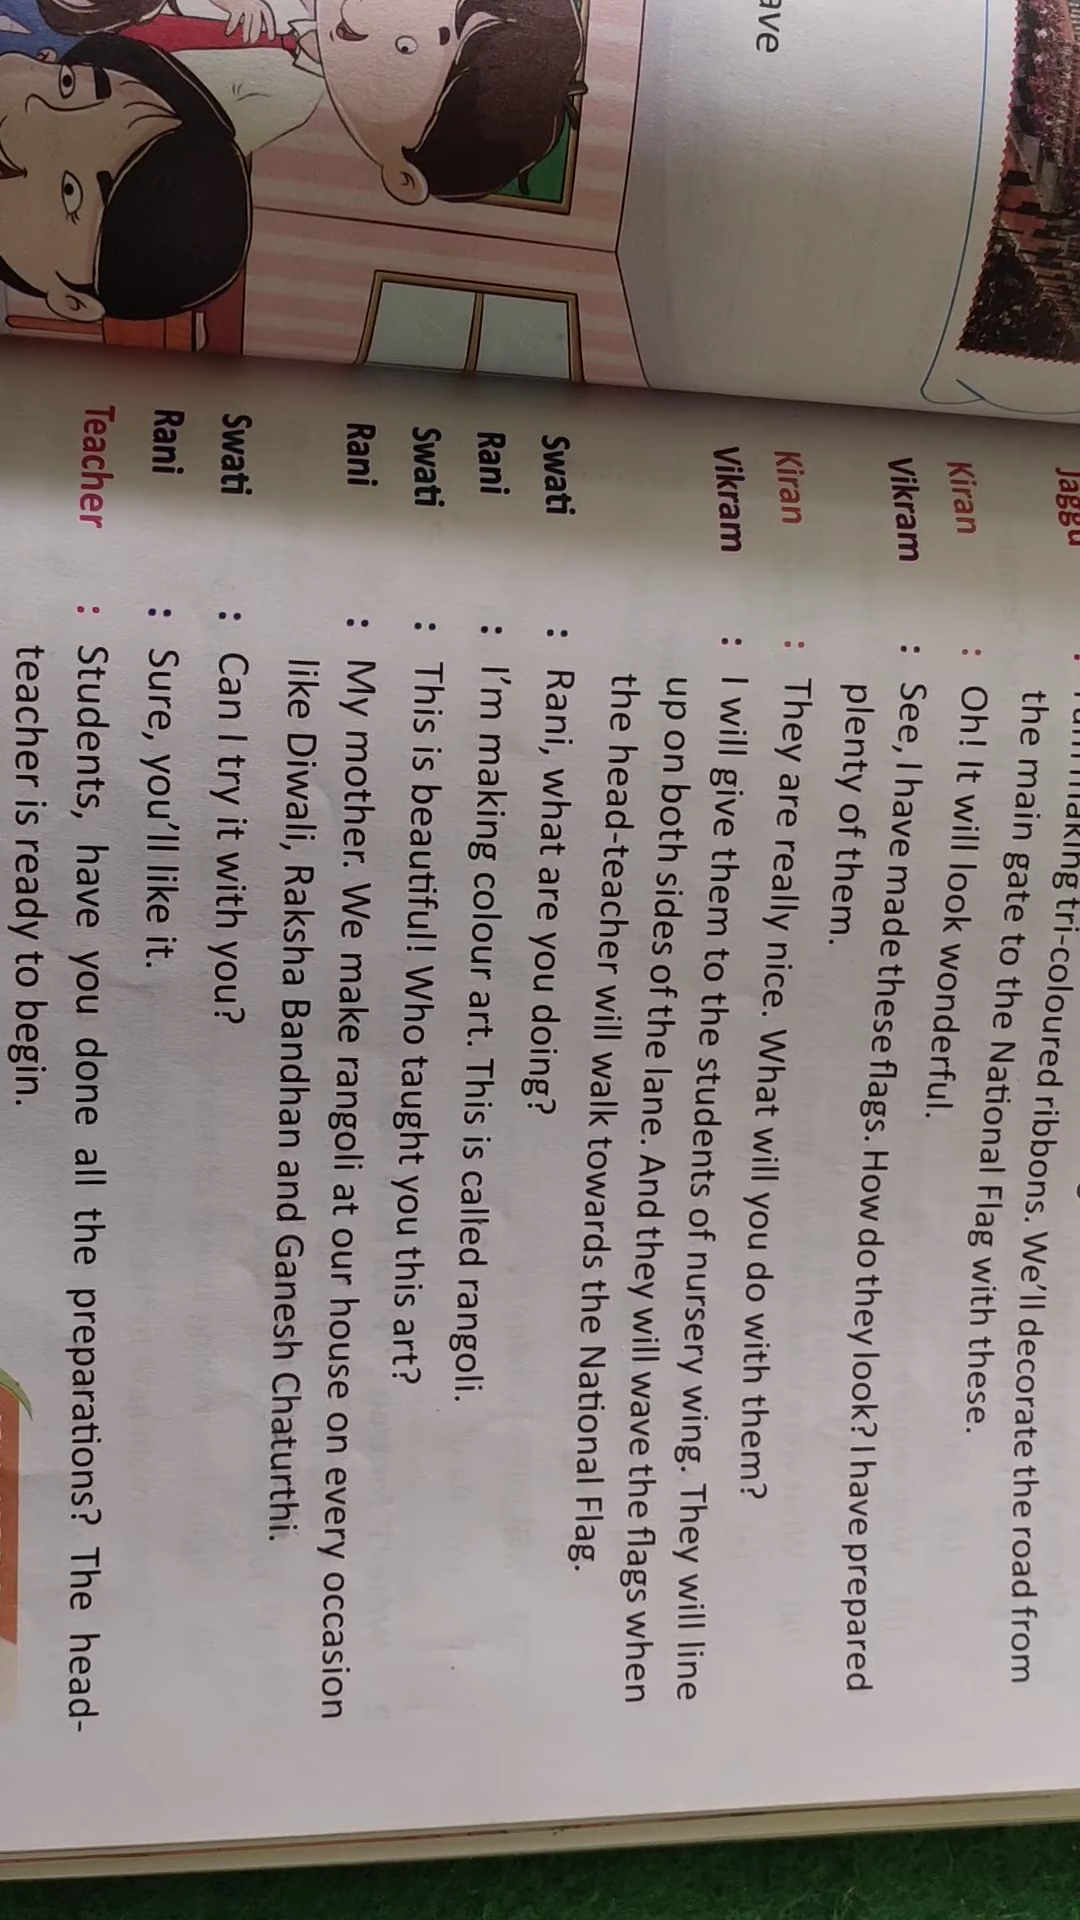 ave
Jaggu : making tri-coloured ribbons. We'll decorate the road from
the main gate to the National Flag with these.
Kiran : Oh! It will look wonderful.
Vikram : See, I have made these flags. How do they look? I have prepared
plenty of them.
Kiran : They are really nice. What will you do with them?
Vikram : I will give them to the students of nursery wing. They will line
up on both sides of the lane. And they will wave the flags when
the head-teacher will walk towards the National Flag.
Swati : Rani, what are you doing?
Rani : I'm making colour art. This is called rangoli.
Swati : This is beautiful! Who taught you this art?
Rani : My mother. We make rangoli at our house on every occasion
like Diwali, Raksha Bandhan and Ganesh Chaturthi.
Swati : Can I try it with you?
Rani : Sure, you'll like it.
Teacher : Students, have you done all the preparations? The head-
teacher is ready to begin.